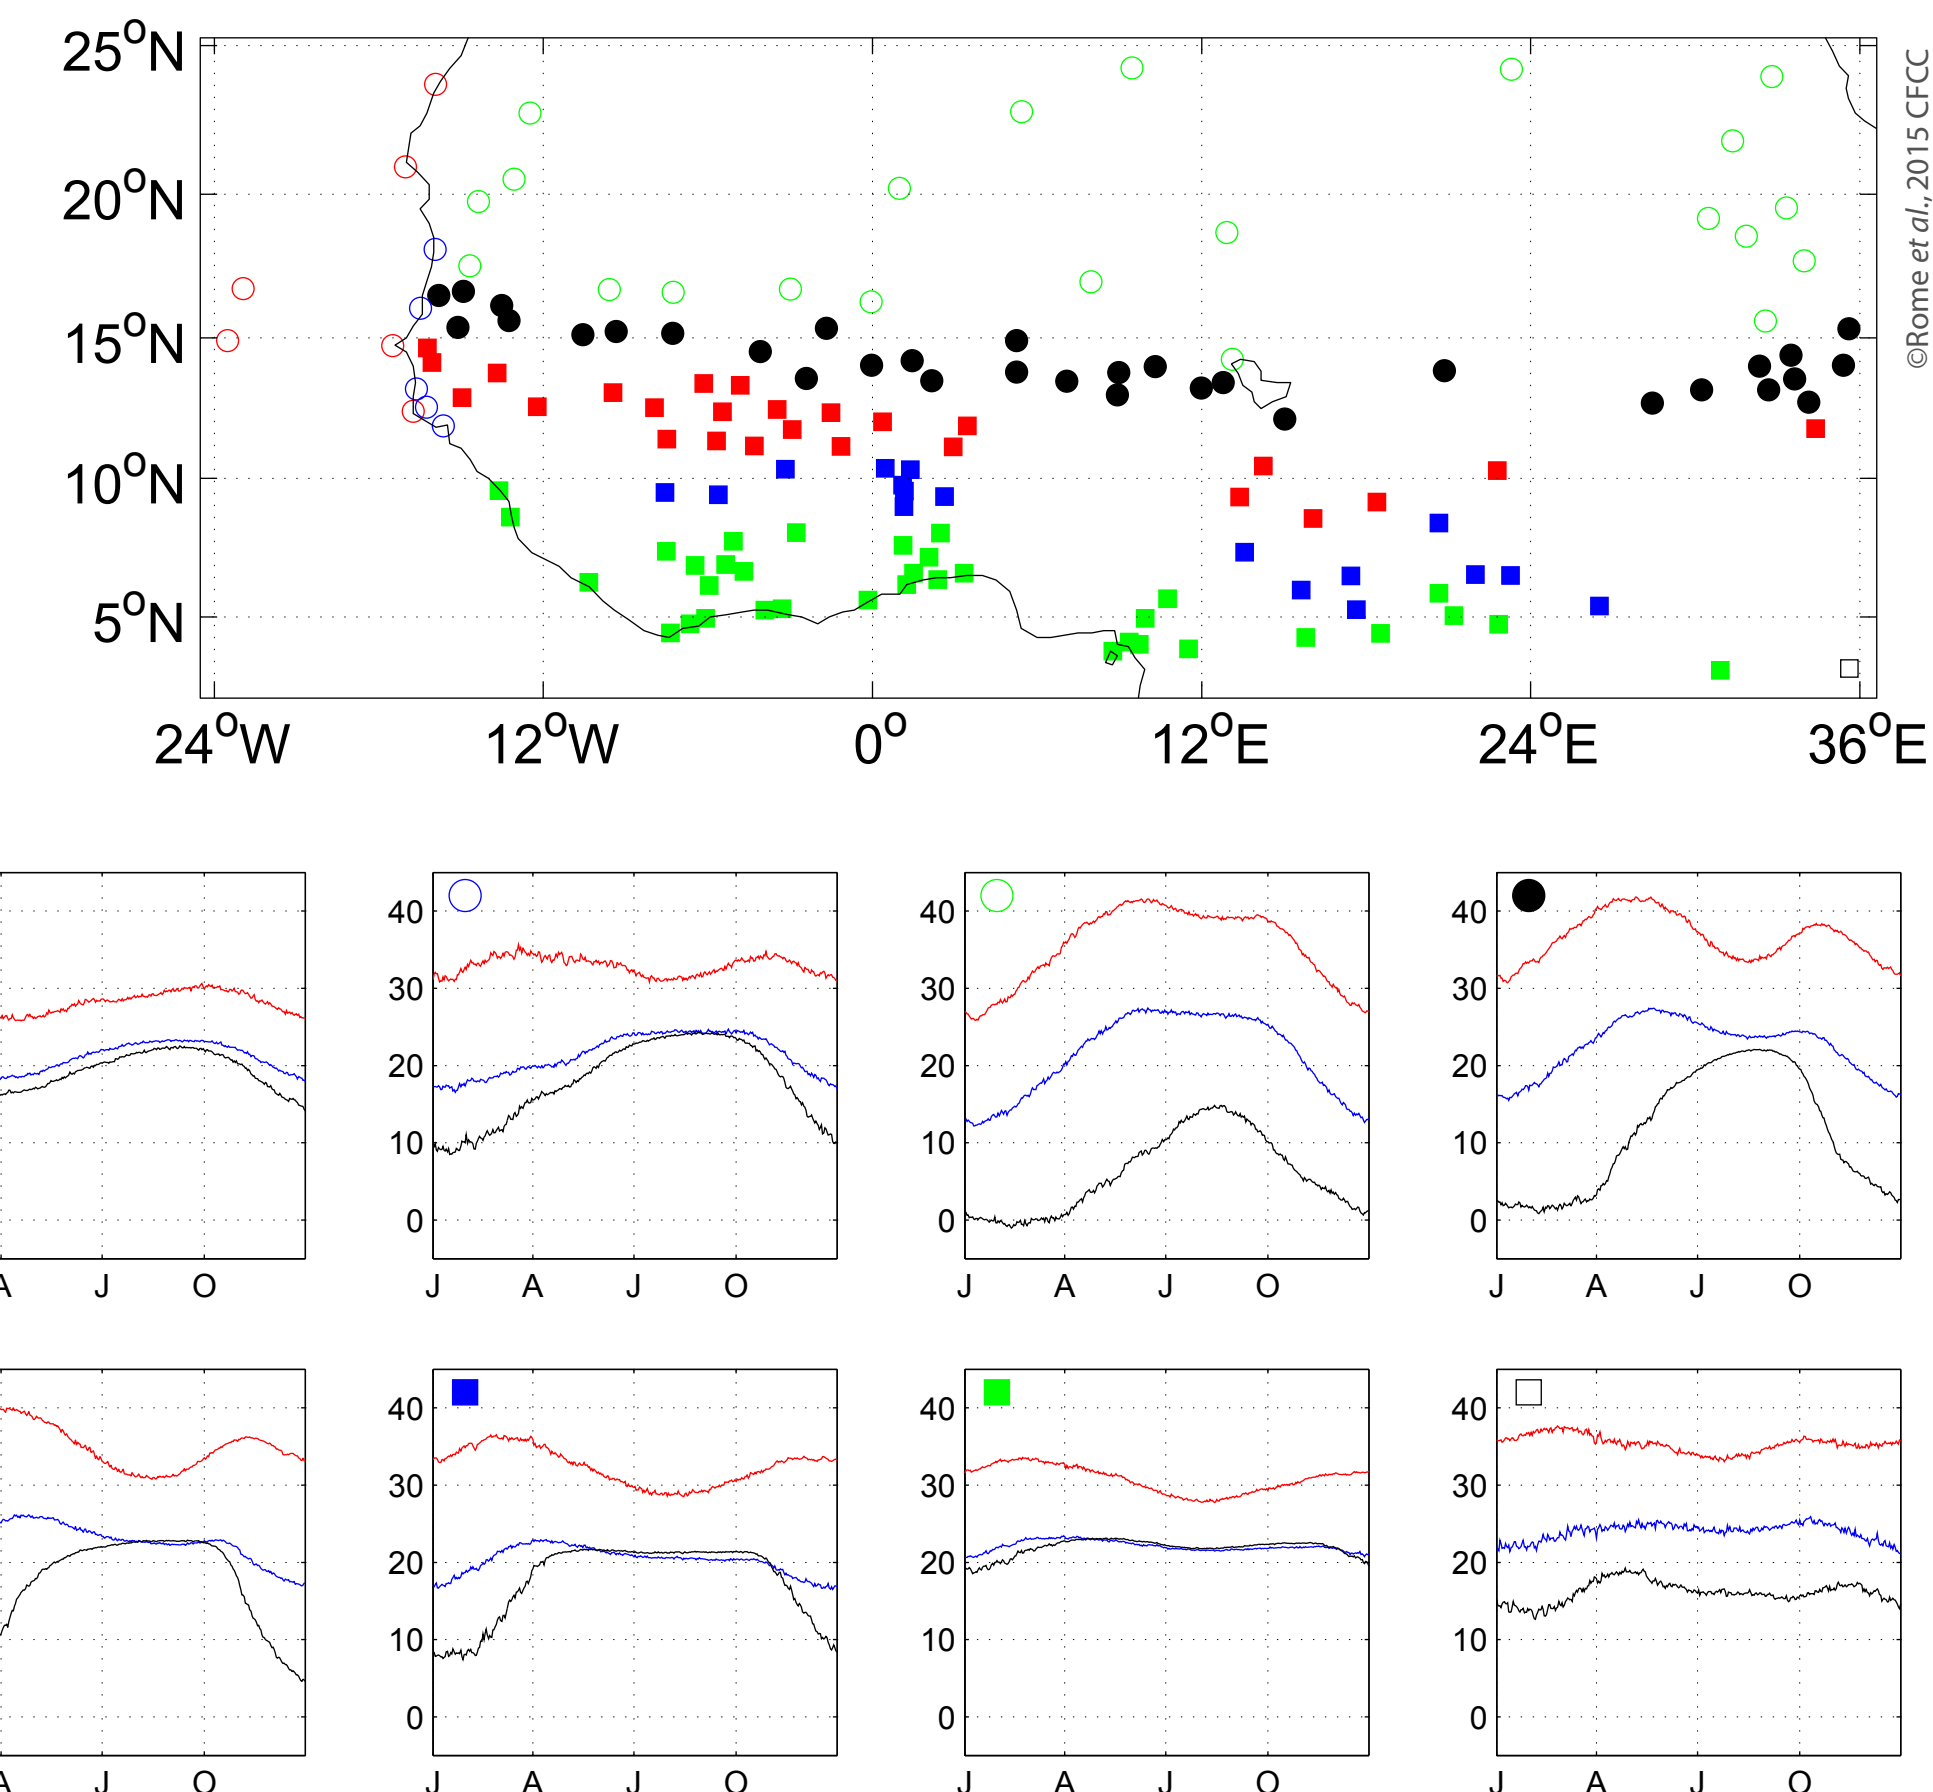 25°N
20°N
15°N
10°N
5°N
24°W 12°W 0° 12°E 24°E 36°E
©Rome et al., 2015 CFCC
40 40 40
30 30 30
20 20 20
10 10 10
0 0 0
A J O J A J O J A J O J A J O
40 40 40
30 30 30
20 20 20
10 10 10
0 0 0
A J O J A J O J A J O J A J O